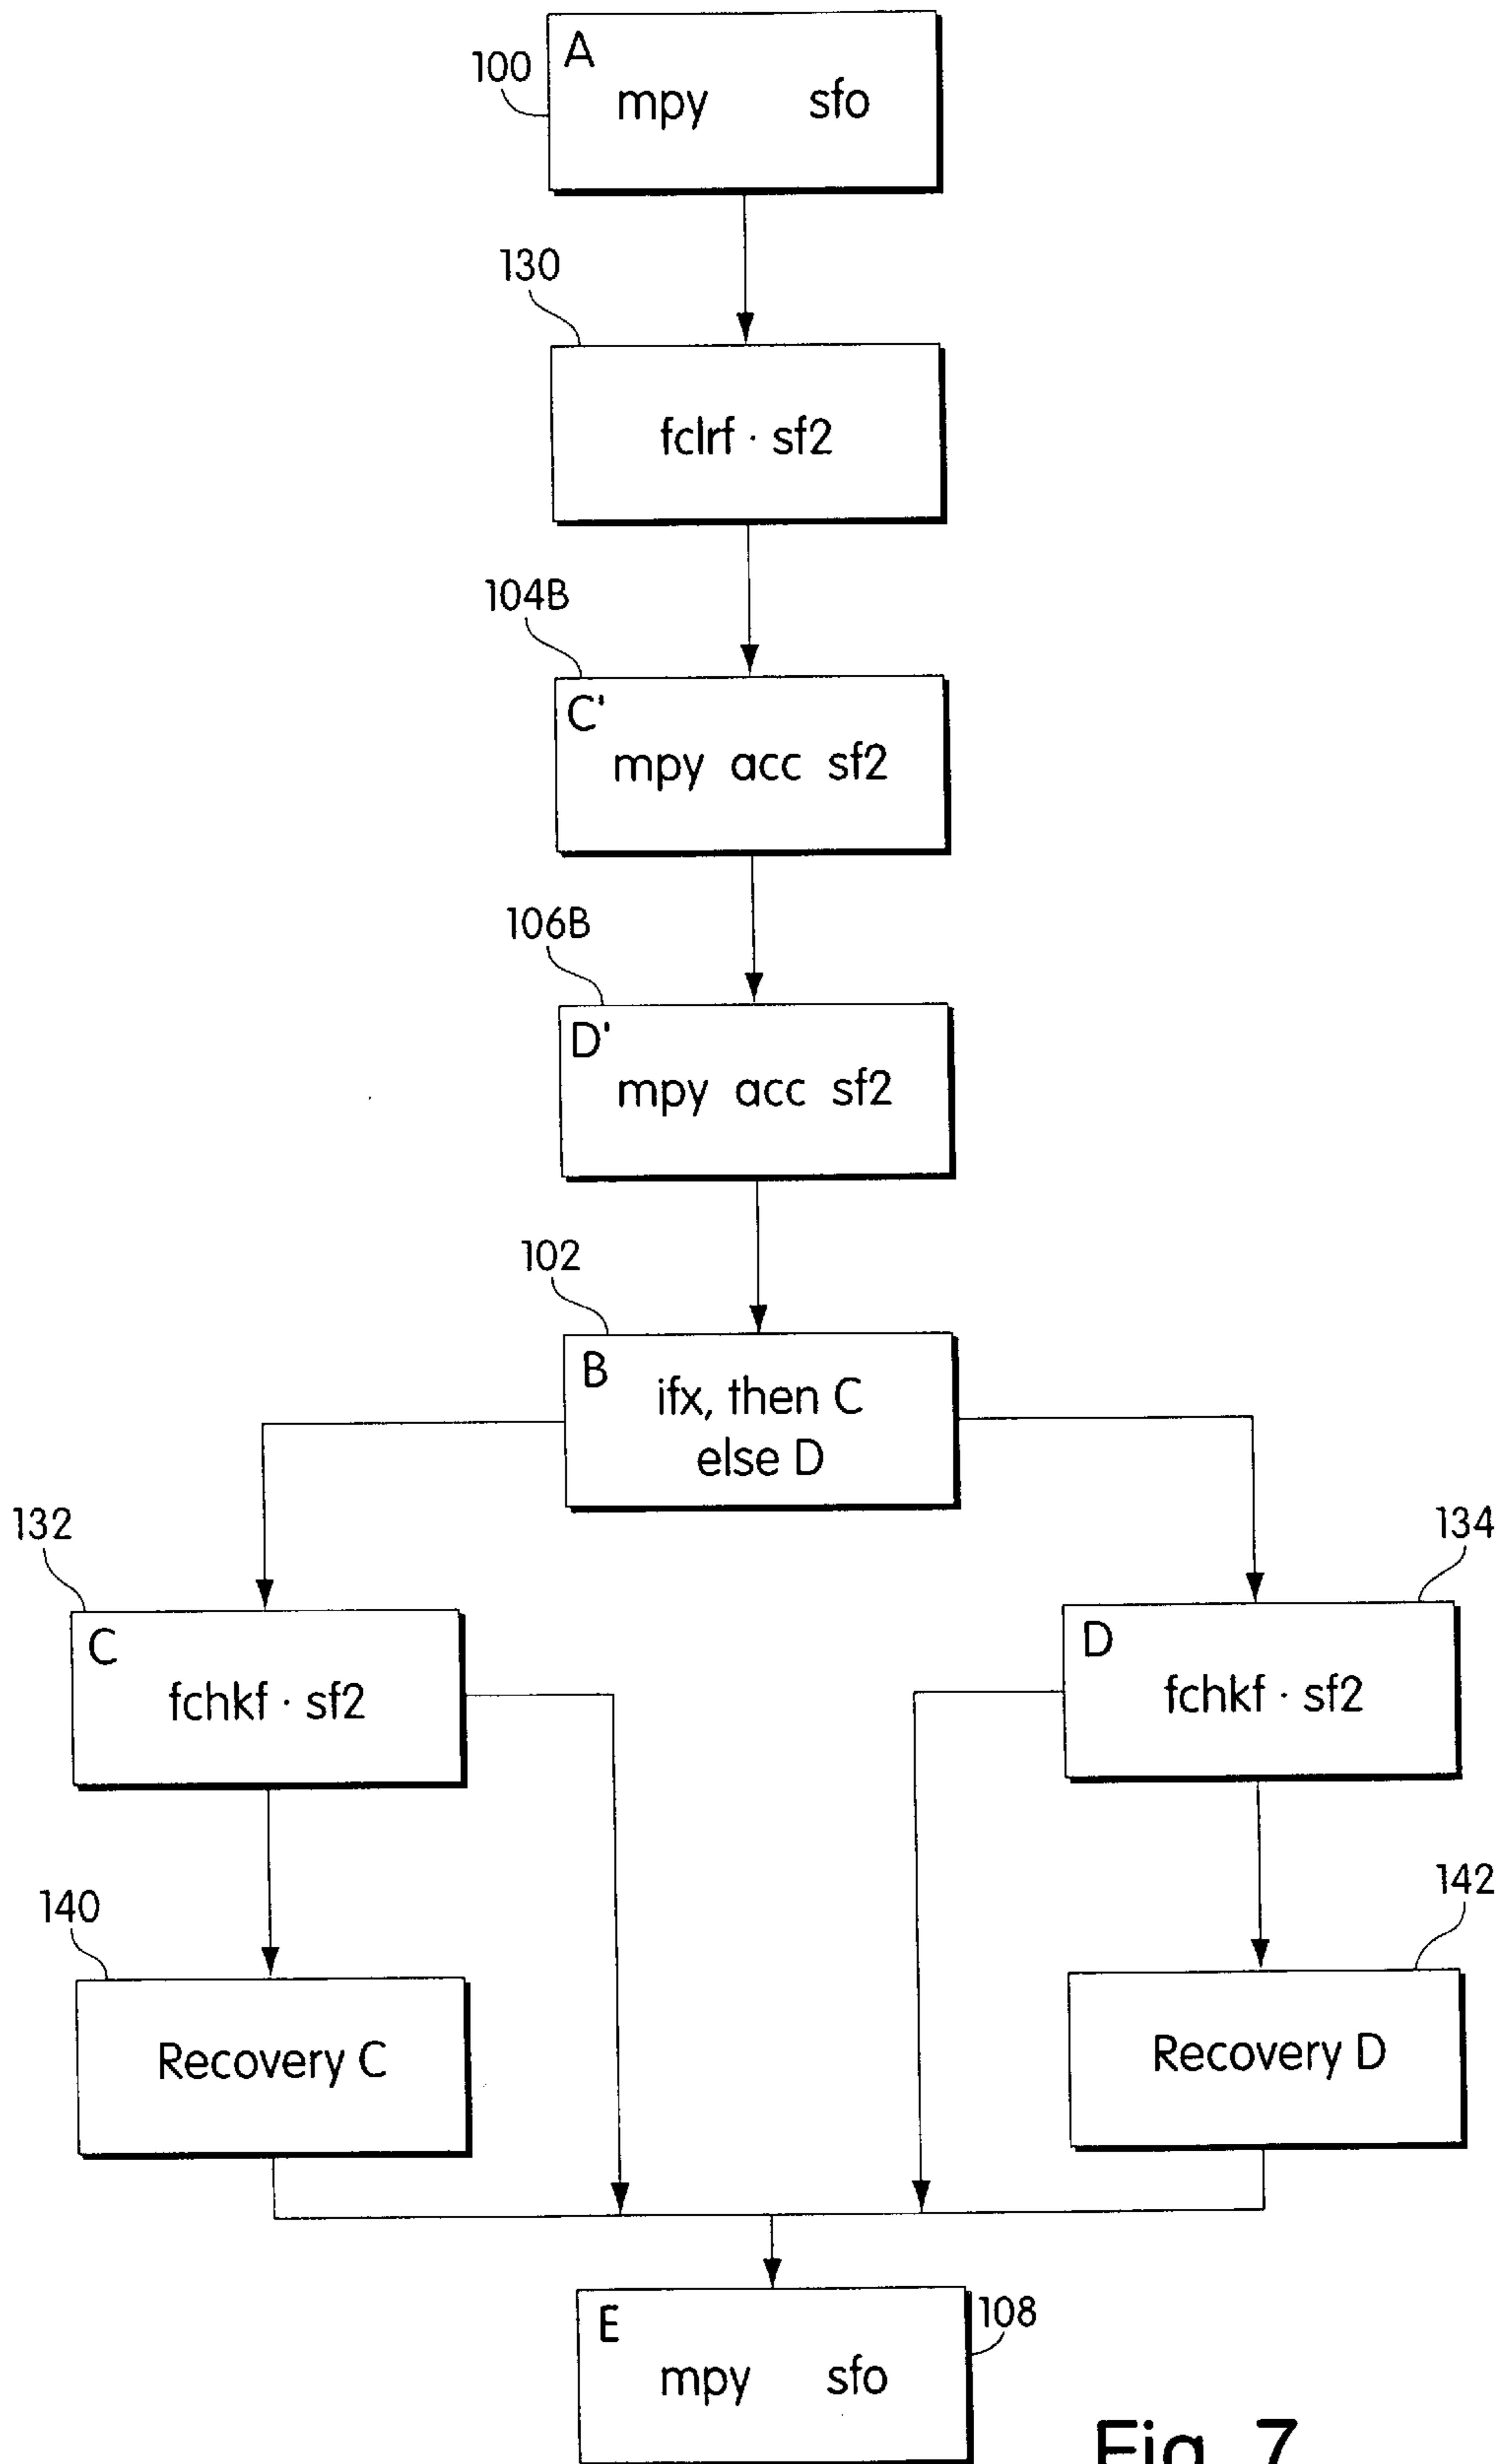 100
A
mpy sfo
130
fclrf · sf2
104B
C'
mpy acc sf2
106B
D'
mpy acc sf2
102
B
ifx, then C
else D
132
C
fchkf · sf2
134
D
fchkf · sf2
140
Recovery C
142
Recovery D
E
mpy sfo
108
Fig. 7